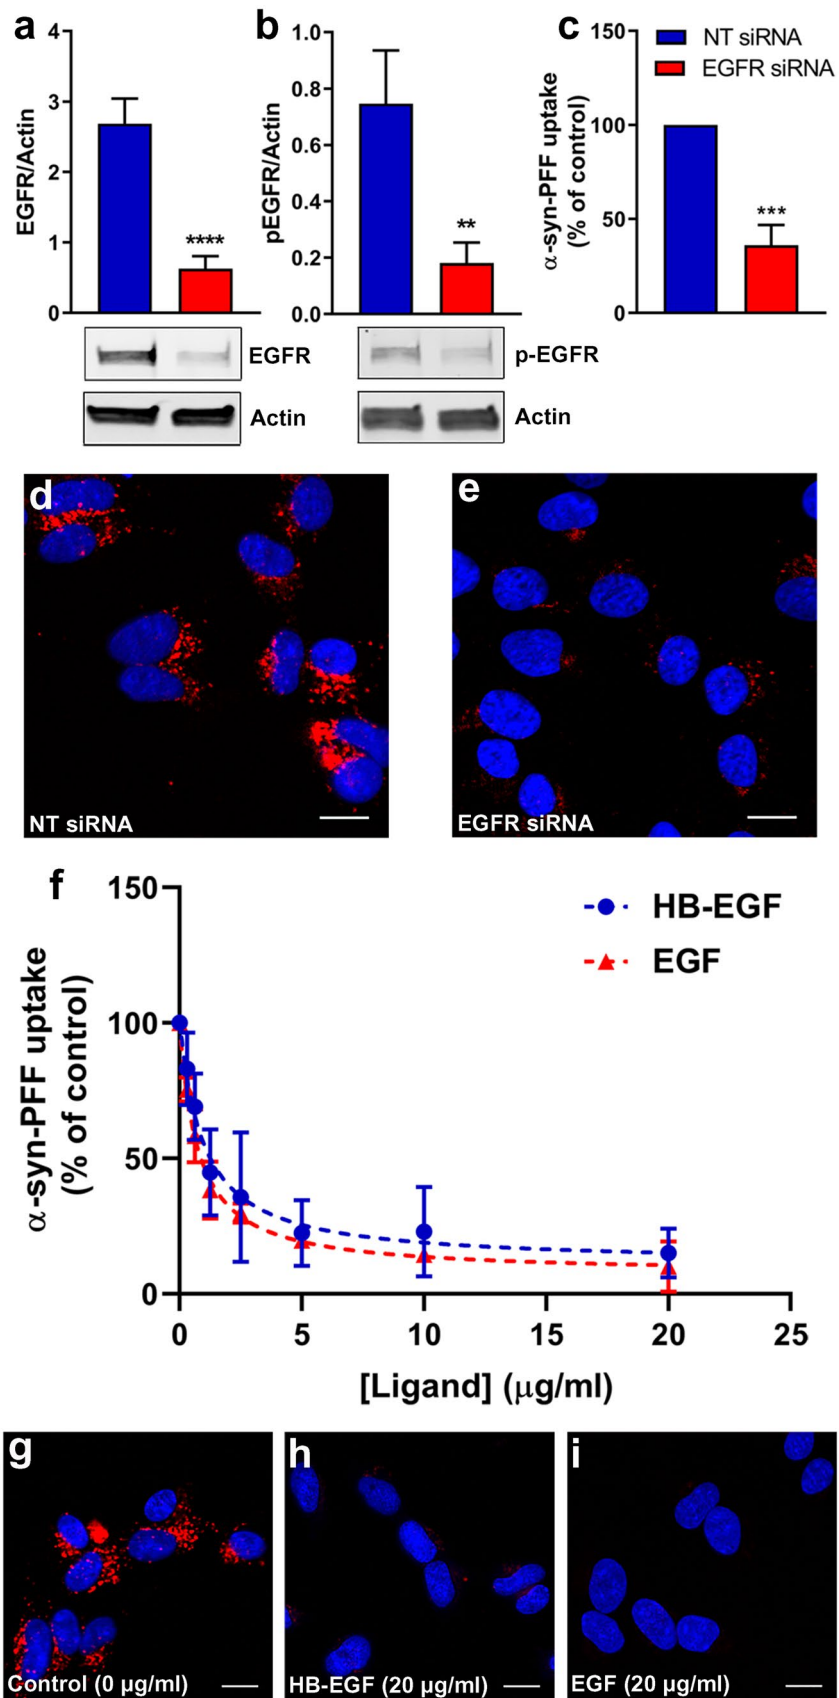 a
4
3
2
1
0
EGFR/Actin
****
EGFR
Actin
b
1.0
0.8
0.6
0.4
0.2
0.0
pEGFR/Actin
**
p-EGFR
Actin
c
150
100
50
0
α-syn-PFF uptake
(% of control)
NT siRNA
EGFR siRNA
***
d
NT siRNA
e
EGFR siRNA
f
150
100
50
0
α-syn-PFF uptake
(% of control)
HB-EGF
EGF
0 5 10 15 20 25
[Ligand] (μg/ml)
g
Control (0 μg/ml)
h
HB-EGF (20 μg/ml)
i
EGF (20 μg/ml)